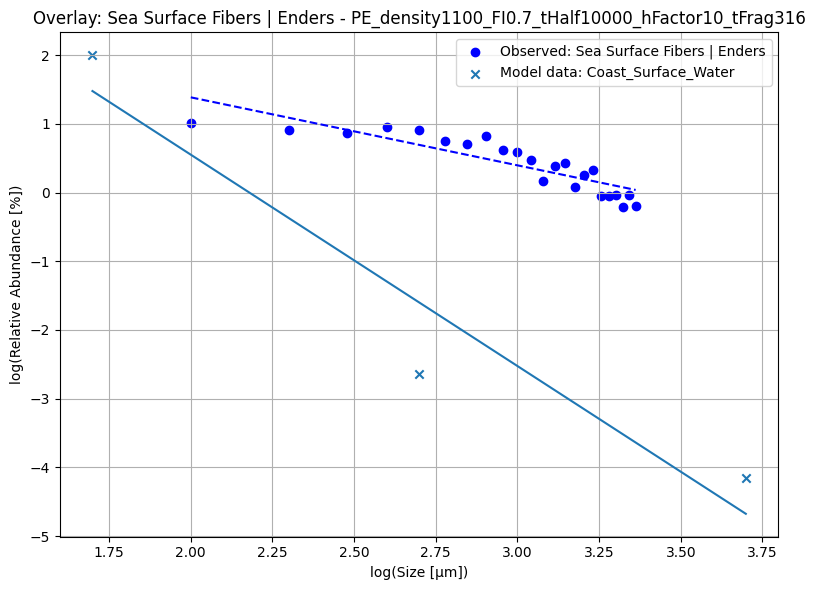 Overlay: Sea Surface Fibers | Enders - PE_density1100_FI0.7_tHalf10000_hFactor10_tFrag316
Observed: Sea Surface Fibers | Enders
Model data: Coast_Surface_Water
log(Relative Abundance [%])
2
1
0
−1
−2
−3
−4
−5
1.75 2.00 2.25 2.50 2.75 3.00 3.25 3.50 3.75
log(Size [µm])